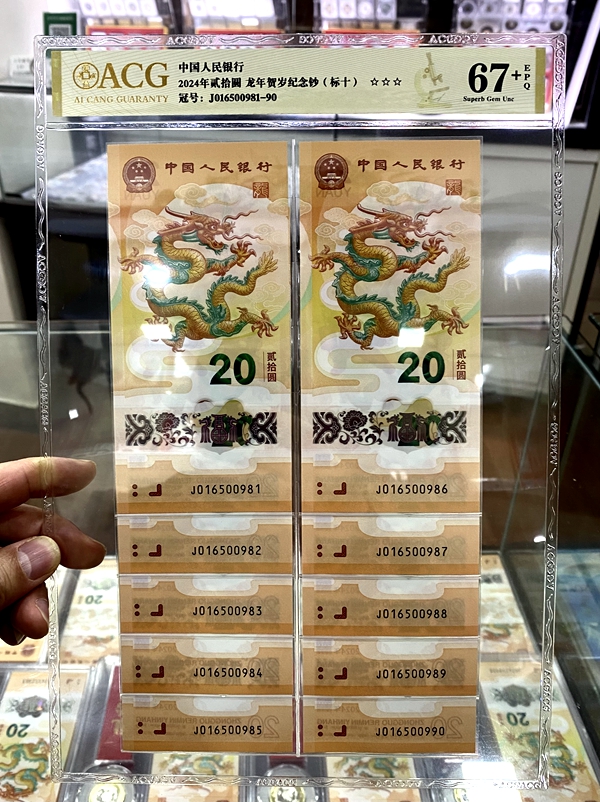 ACG
AI CANG GUARANTY
中国人民银行
2024年贰拾圆 龙年贺岁纪念钞（标十） ☆☆☆
冠号：J016500981-90
67+
EPQ
Superb Gem Unc
中国人民银行
20
贰拾圆
J016500981
J016500982
J016500983
J016500984
J016500985
中国人民银行
20
贰拾圆
J016500986
J016500987
J016500988
J016500989
J016500990